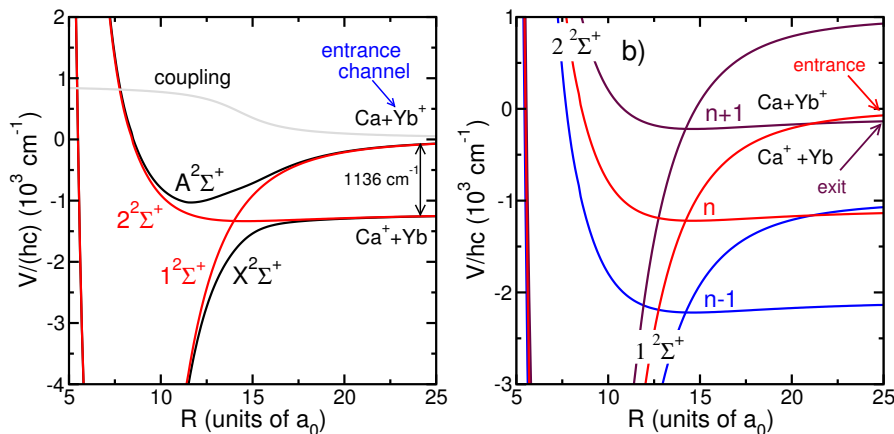 entrance
channel
coupling
Ca+Yb⁺
A²Σ⁺
1136 cm⁻¹
2²Σ⁺
1²Σ⁺
X²Σ⁺
Ca⁺+Yb
2
1
0
-1
-2
-3
-4
V/(hc) (10³ cm⁻¹)
5 10 15 20 25
R (units of a₀)
2 ²Σ⁺
b)
entrance
n+1
Ca+Yb⁺
Ca⁺ +Yb
exit
n
n-1
1 ²Σ⁺
1
0
-1
-2
-3
V/hc (10³ cm⁻¹)
5 10 15 20 25
R (units of a₀)